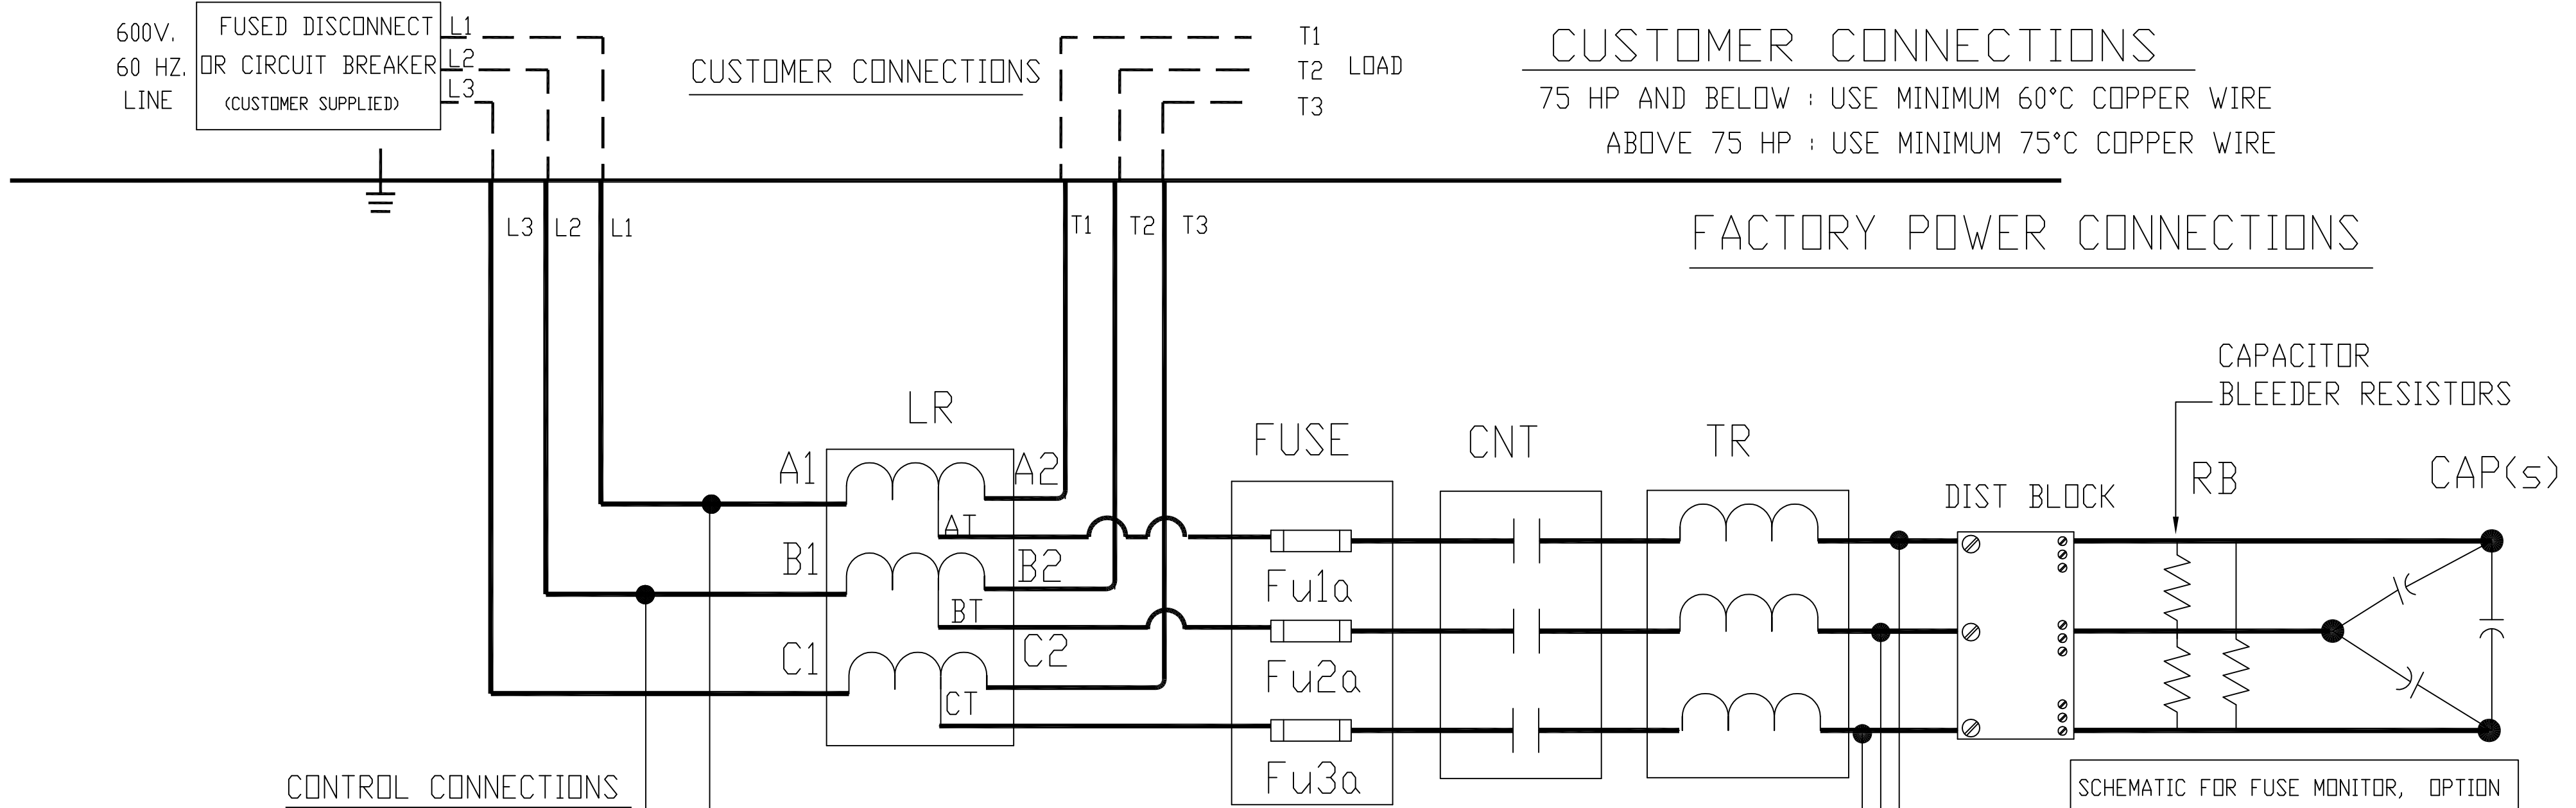 600V.
60 HZ.
LINE
FUSED DISCONNECT
OR CIRCUIT BREAKER
(CUSTOMER SUPPLIED)
L1
L2
L3
CUSTOMER CONNECTIONS
T1
T2
T3
LOAD
CUSTOMER CONNECTIONS
75 HP AND BELOW : USE MINIMUM 60°C COPPER WIRE
ABOVE 75 HP : USE MINIMUM 75°C COPPER WIRE
L3
L2
L1
T1
T2
T3
FACTORY POWER CONNECTIONS
CAPACITOR
BLEEDER RESISTORS
LR
FUSE
CNT
TR
DIST BLOCK
RB
CAP(s)
A1
A2
AT
B1
B2
BT
C1
C2
CT
Fu1a
Fu2a
Fu3a
CONTROL CONNECTIONS
SCHEMATIC FOR FUSE MONITOR, OPTION